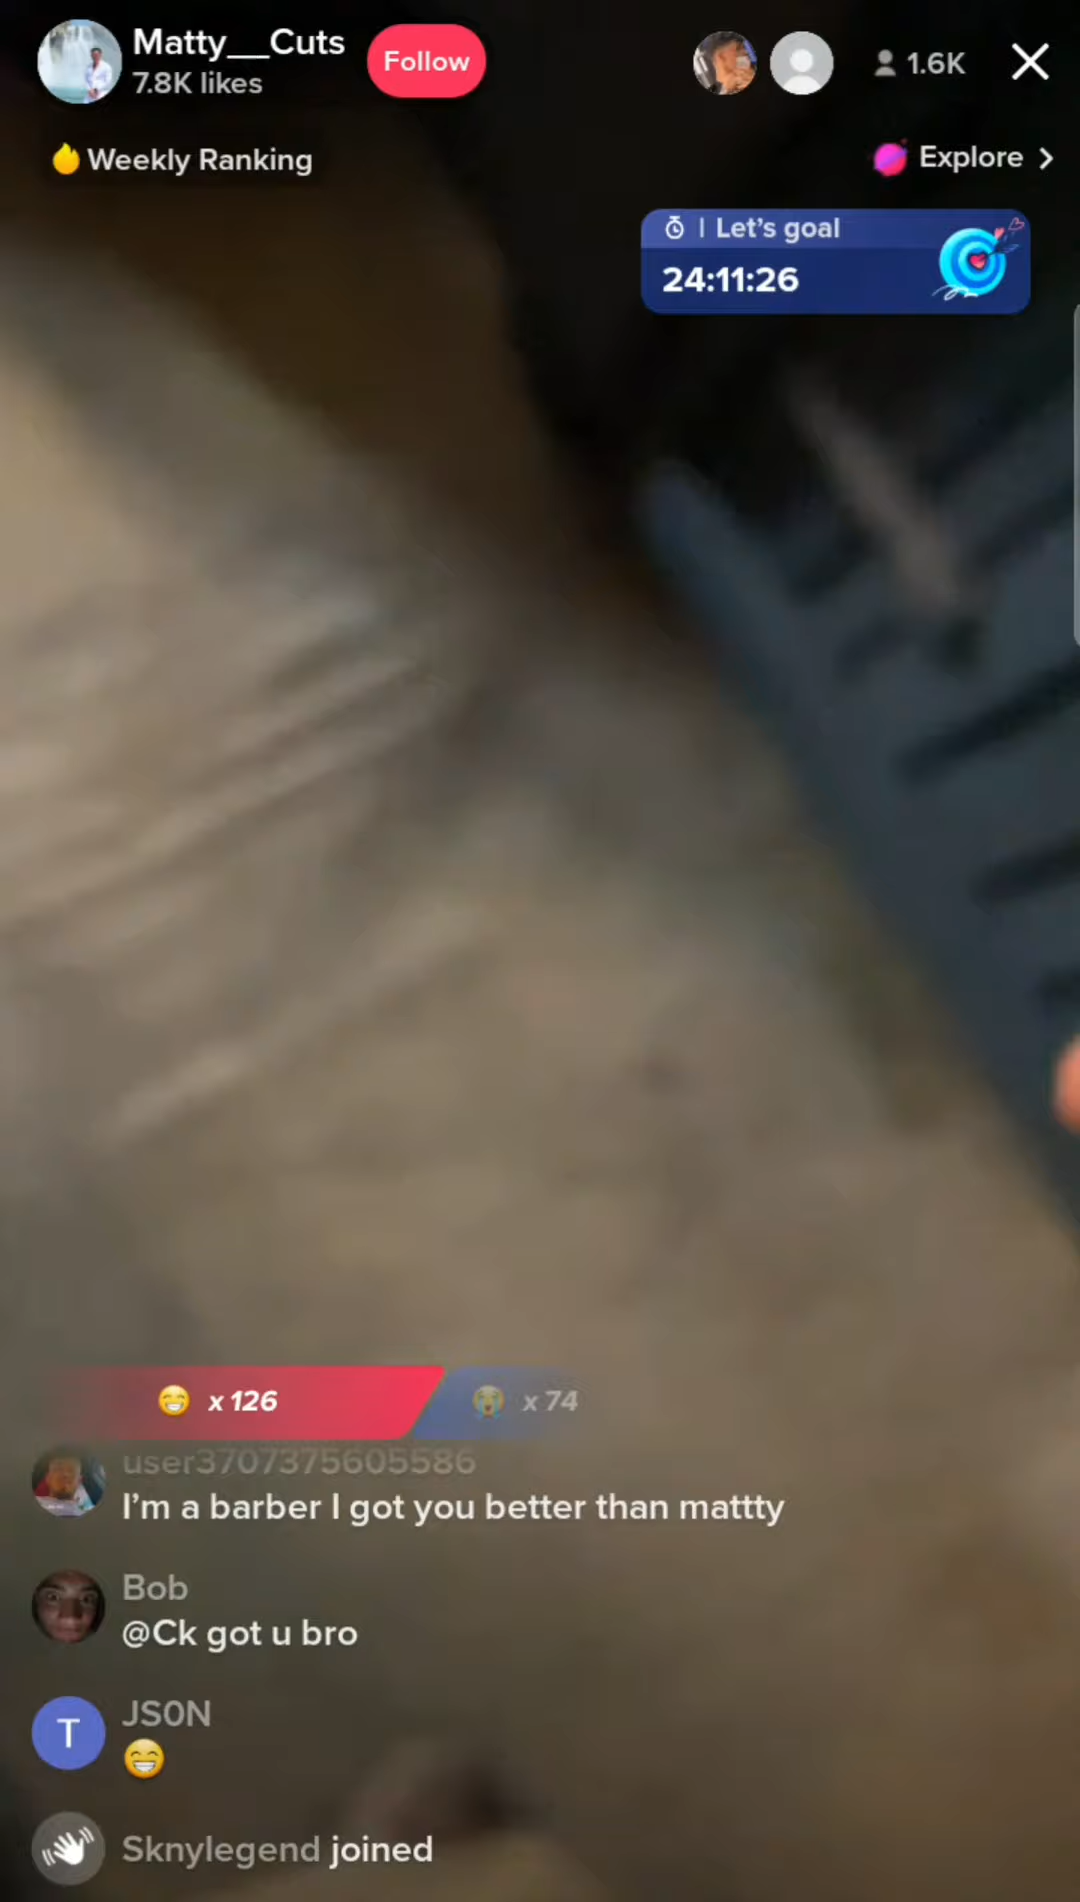 Matty__Cuts
7.8K likes
Follow
1.6K
Weekly Ranking
Explore
| Let's goal
24:11:26
x 126
x 74
user3707375605586
I'm a barber I got you better than mattty
Bob
@Ck got u bro
T
JS0N
😁
Sknylegend joined